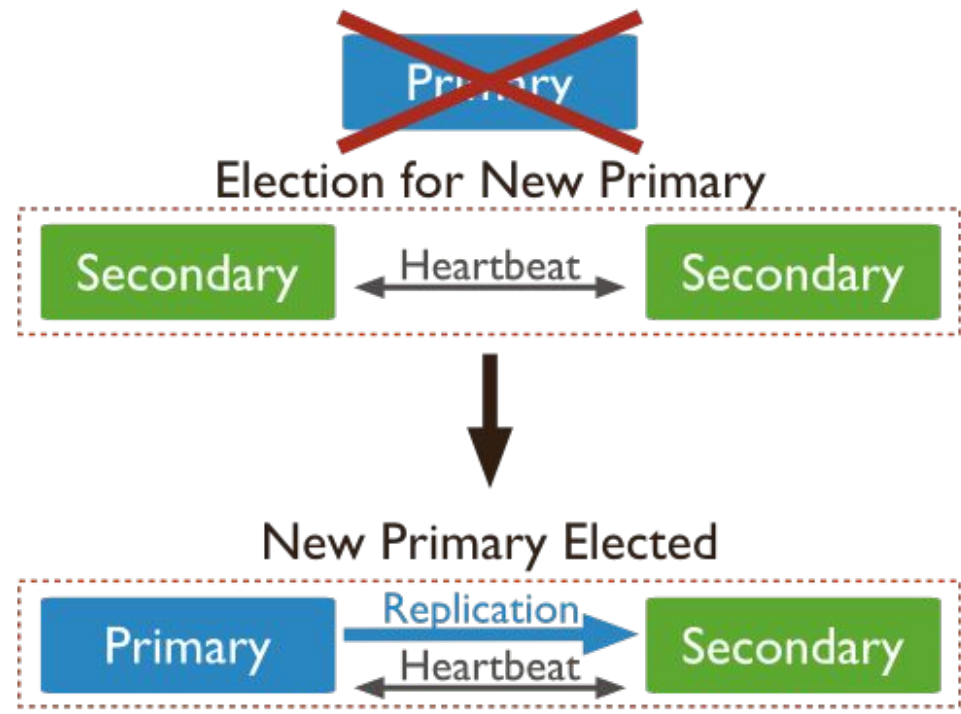 Primary
Election for New Primary
Secondary
Heartbeat
Secondary
New Primary Elected
Primary
Replication
Heartbeat
Secondary